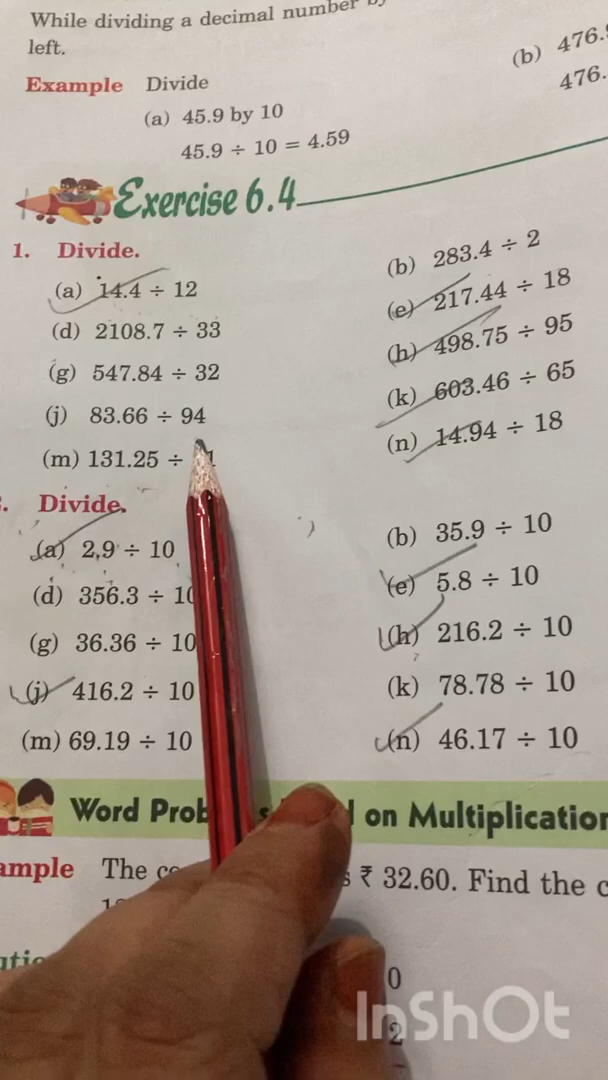 While dividing a decimal number by
left.
Example Divide
(a) 45.9 by 10
45.9 ÷ 10 = 4.59
(b) 476.
476.
Exercise 6.4
1. Divide.
(a) 14.4 ÷ 12
(b) 283.4 ÷ 2
(d) 2108.7 ÷ 33
(e) 217.44 ÷ 18
(g) 547.84 ÷ 32
(h) 498.75 ÷ 95
(j) 83.66 ÷ 94
(k) 603.46 ÷ 65
(m) 131.25 ÷
(n) 14.94 ÷ 18
. Divide.
(a) 2.9 ÷ 10
(b) 35.9 ÷ 10
(d) 356.3 ÷ 10
(e) 5.8 ÷ 10
(g) 36.36 ÷ 10
(h) 216.2 ÷ 10
(j) 416.2 ÷ 10
(k) 78.78 ÷ 10
(m) 69.19 ÷ 10
(n) 46.17 ÷ 10
Word Prob on Multiplication
ample The ₹ 32.60. Find the
0
2
InShOt